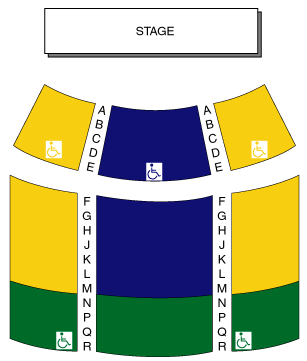 STAGE
A A
B B
C C
D D
E E
F F
G G
H H
J J
K K
L L
M M
N N
P P
Q Q
R R